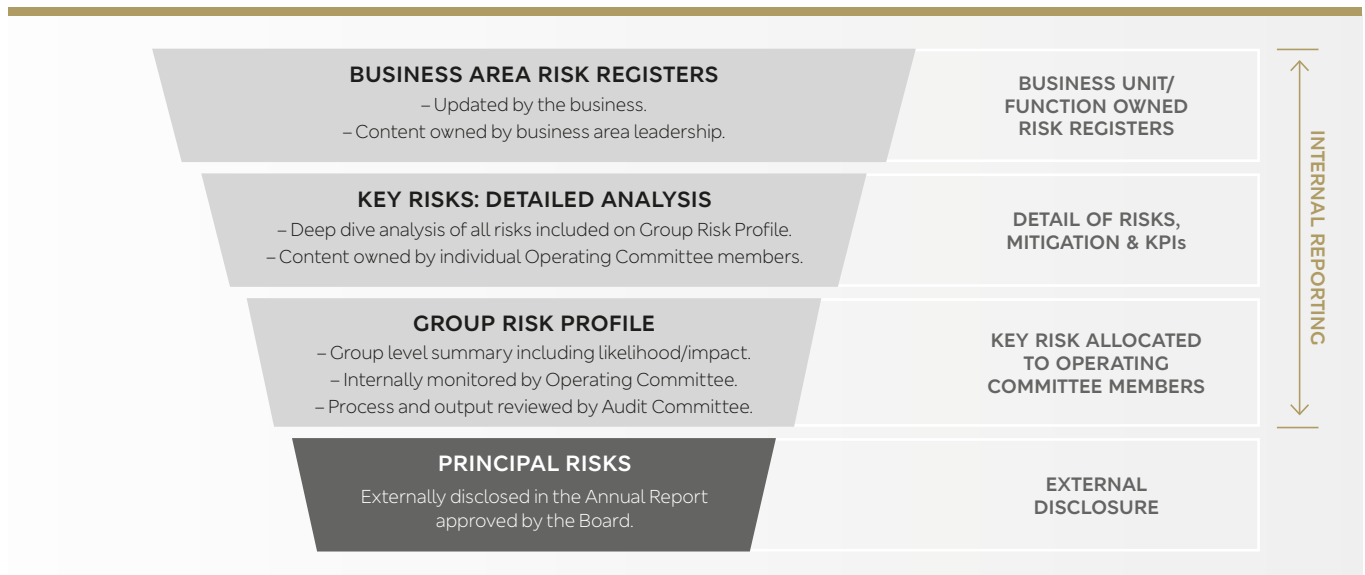 BUSINESS AREA RISK REGISTERS
– Updated by the business.
– Content owned by business area leadership.
BUSINESS UNIT/
FUNCTION OWNED
RISK REGISTERS
KEY RISKS: DETAILED ANALYSIS
– Deep dive analysis of all risks included on Group Risk Profile.
– Content owned by individual Operating Committee members.
DETAIL OF RISKS,
MITIGATION & KPIs
GROUP RISK PROFILE
– Group level summary including likelihood/impact.
– Internally monitored by Operating Committee.
– Process and output reviewed by Audit Committee.
KEY RISK ALLOCATED
TO OPERATING
COMMITTEE MEMBERS
INTERNAL REPORTING
PRINCIPAL RISKS
Externally disclosed in the Annual Report
approved by the Board.
EXTERNAL
DISCLOSURE